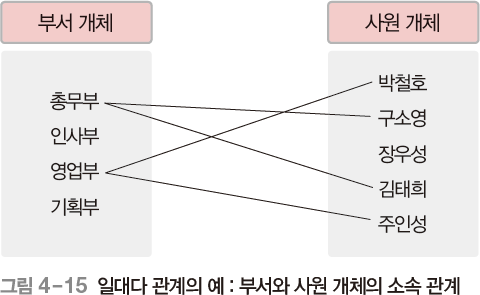 부서 개체
사원 개체
총무부
인사부
영업부
기획부
박철호
구소영
장우성
김태희
주인성
그림 4-15 일대다 관계의 예 : 부서와 사원 개체의 소속 관계